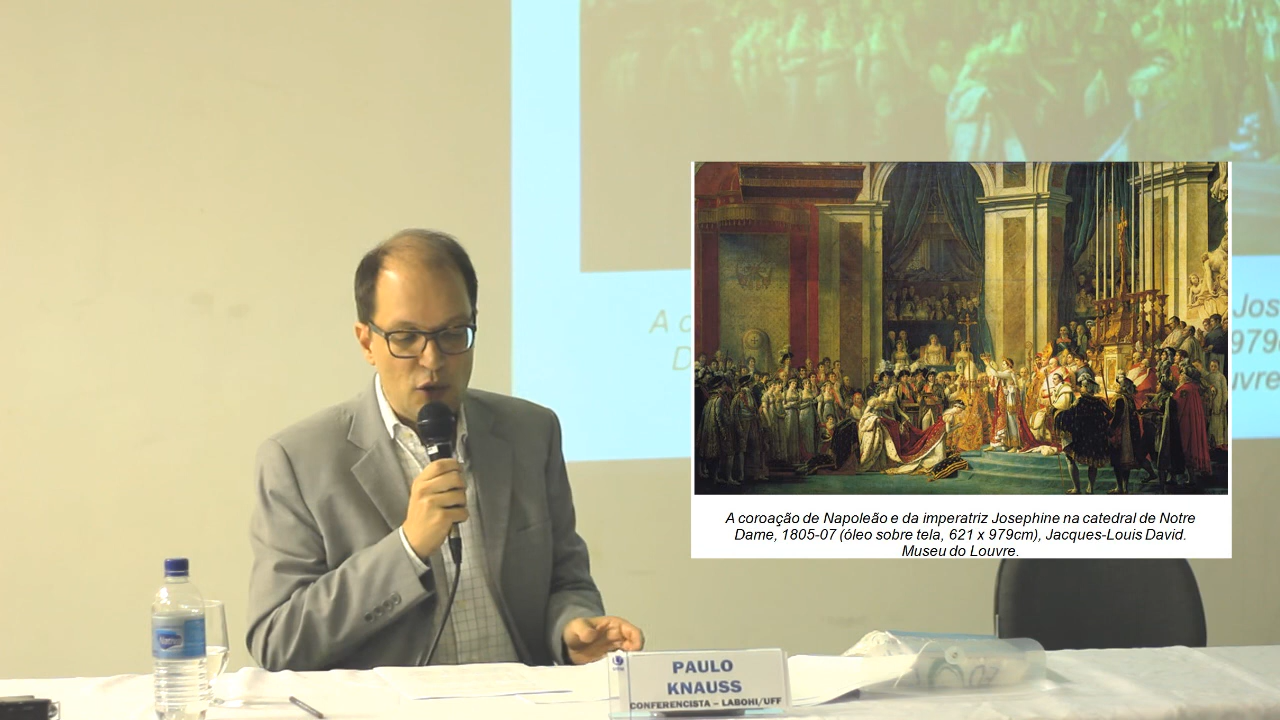 A coroação de Napoleão e da imperatriz Josephine na catedral de Notre
Dame, 1805-07 (óleo sobre tela, 621 x 979cm), Jacques-Louis David.
Museu do Louvre.
PAULO
KNAUSS
CONFERENCISTA – LABOHI/UFF